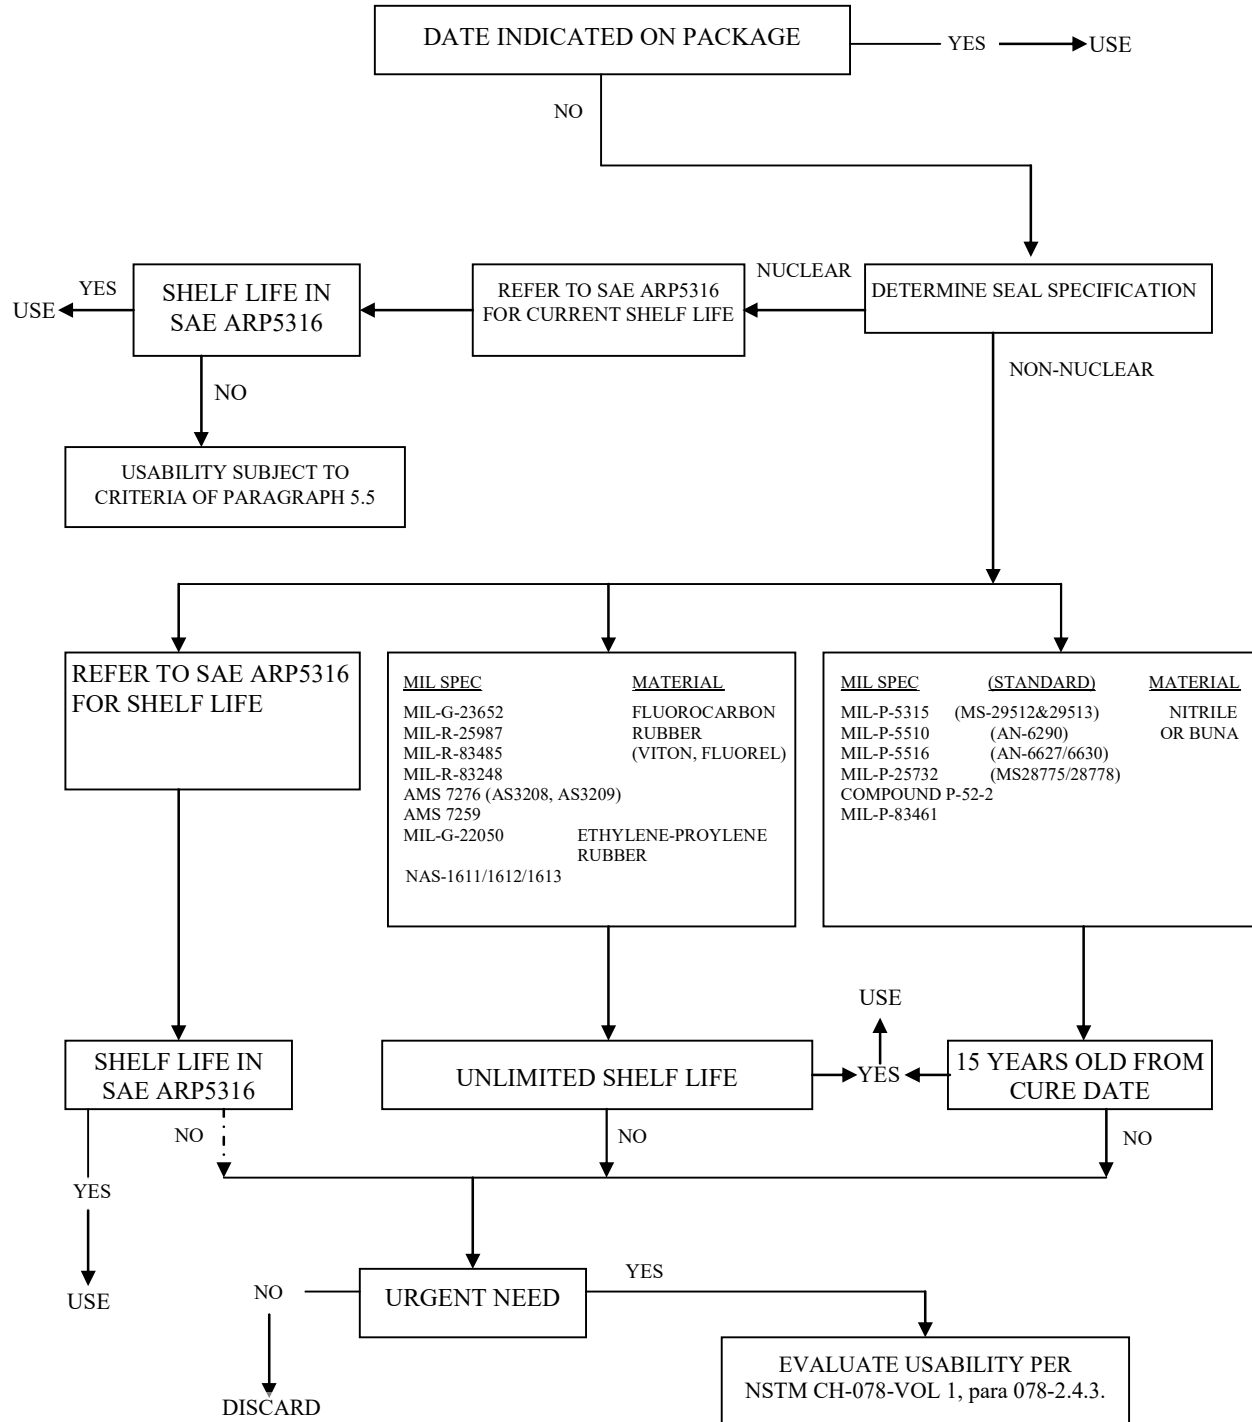 DATE INDICATED ON PACKAGE
YES
USE
NO
NUCLEAR
DETERMINE SEAL SPECIFICATION
REFER TO SAE ARP5316
FOR CURRENT SHELF LIFE
YES
SHELF LIFE IN
SAE ARP5316
USE
NO
NON-NUCLEAR
USABILITY SUBJECT TO
CRITERIA OF PARAGRAPH 5.5
REFER TO SAE ARP5316
FOR SHELF LIFE
MIL SPEC MATERIAL
MIL-G-23652 FLUOROCARBON
MIL-R-25987 RUBBER
MIL-R-83485 (VITON, FLUOREL)
MIL-R-83248
AMS 7276 (AS3208, AS3209)
AMS 7259
MIL-G-22050 ETHYLENE-PROYLENE
RUBBER
NAS-1611/1612/1613
MIL SPEC (STANDARD) MATERIAL
MIL-P-5315 (MS-29512&29513) NITRILE
MIL-P-5510 (AN-6290) OR BUNA
MIL-P-5516 (AN-6627/6630)
MIL-P-25732 (MS28775/28778)
COMPOUND P-52-2
MIL-P-83461
USE
SHELF LIFE IN
SAE ARP5316
UNLIMITED SHELF LIFE
YES
15 YEARS OLD FROM
CURE DATE
NO
NO
NO
YES
USE
NO
URGENT NEED
YES
DISCARD
EVALUATE USABILITY PER
NSTM CH-078-VOL 1, para 078-2.4.3.